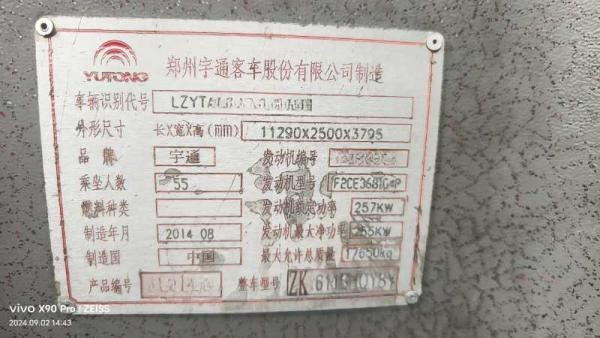 YUTONG
郑州宇通客车股份有限公司制造
车辆识别代号 LZYTA
外形尺寸 长X宽X高(mm) 11290X2500X3795
品牌 宇通 发动机编号
乘坐人数 55 发动机型号 F2CE3681G*P
燃料种类 发动机额定功率 257KW
制造年月 2014 08 发动机最大净功率 255KW
制造国 中国 最大允许总质量 17650kg
产品编号 整车型号 ZK
vivo X90 Pro | ZEISS
2024.09.02 14:43